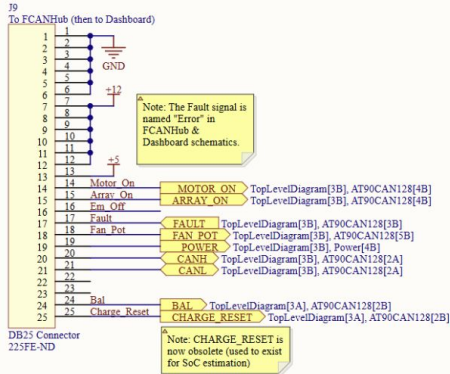 J9
To FCANHub (then to Dashboard)
1 1
2 2
3 3
4 4
5 5
6 6
7 7
8 8
9 9
10 10
11 11
12 12
13 13
14 14 Motor_On MOTOR_ON TopLevelDiagram[3B], AT90CAN128[4B]
15 15 Array_On ARRAY_ON TopLevelDiagram[3B], AT90CAN128[4B]
16 16 Em_Off
17 17 Fault FAULT TopLevelDiagram[3B], AT90CAN128[3B]
18 18 Fan_Pot FAN_POT TopLevelDiagram[3B], AT90CAN128[5B]
19 19 POWER TopLevelDiagram[3B], Power[4B]
20 20 CANH TopLevelDiagram[3B], AT90CAN128[2A]
21 21 CANL TopLevelDiagram[3B], AT90CAN128[2A]
22 22
23 23
24 24 Bal BAL TopLevelDiagram[3A], AT90CAN128[2B]
25 25 Charge_Reset CHARGE_RESET TopLevelDiagram[3A], AT90CAN128[2B]
DB25 Connector
225FE-ND
GND
+12
+5
Note: The Fault signal is
named "Error" in
FCANHub &
Dashboard schematics.
Note: CHARGE_RESET is
now obsolete (used to exist
for SoC estimation)